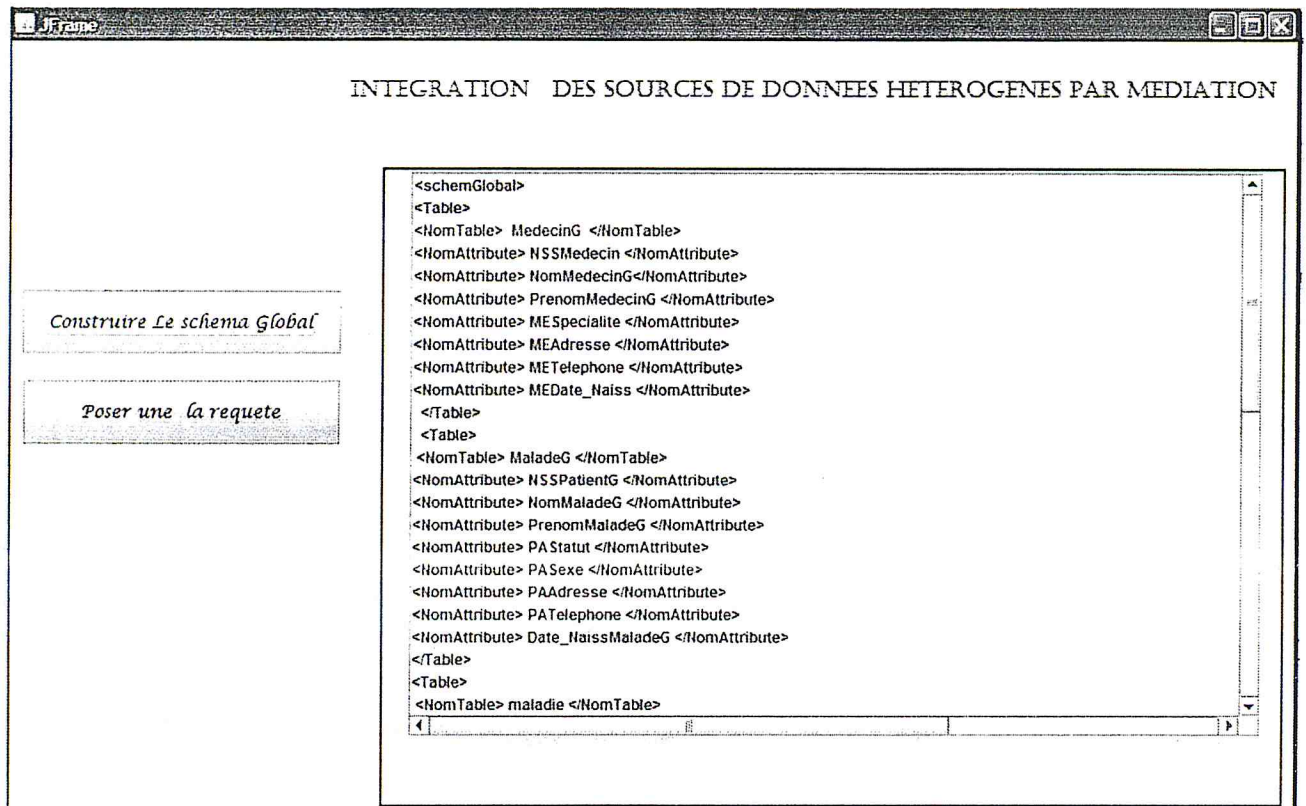 JFrame
INTEGRATION DES SOURCES DE DONNEES HETEROGENES PAR MEDIATION
Construire Le schema Global
Poser une la requete
<schemGlobal>
<Table>
<NomTable> MedecinG </NomTable>
<NomAttribute> NSSMedecin </NomAttribute>
<NomAttribute> NomMedecinG</NomAttribute>
<NomAttribute> PrenomMedecinG </NomAttribute>
<NomAttribute> MESpecialite </NomAttribute>
<NomAttribute> MEAdresse </NomAttribute>
<NomAttribute> METelephone </NomAttribute>
<NomAttribute> MEDate_Naiss </NomAttribute>
</Table>
<Table>
<NomTable> MaladeG </NomTable>
<NomAttribute> NSSPatientG </NomAttribute>
<NomAttribute> NomMaladeG </NomAttribute>
<NomAttribute> PrenomMaladeG </NomAttribute>
<NomAttribute> PAStatut </NomAttribute>
<NomAttribute> PASexe </NomAttribute>
<NomAttribute> PAAdresse </NomAttribute>
<NomAttribute> PATelephone </NomAttribute>
<NomAttribute> Date_NaissMaladeG </NomAttribute>
</Table>
<Table>
<NomTable> maladie </NomTable>